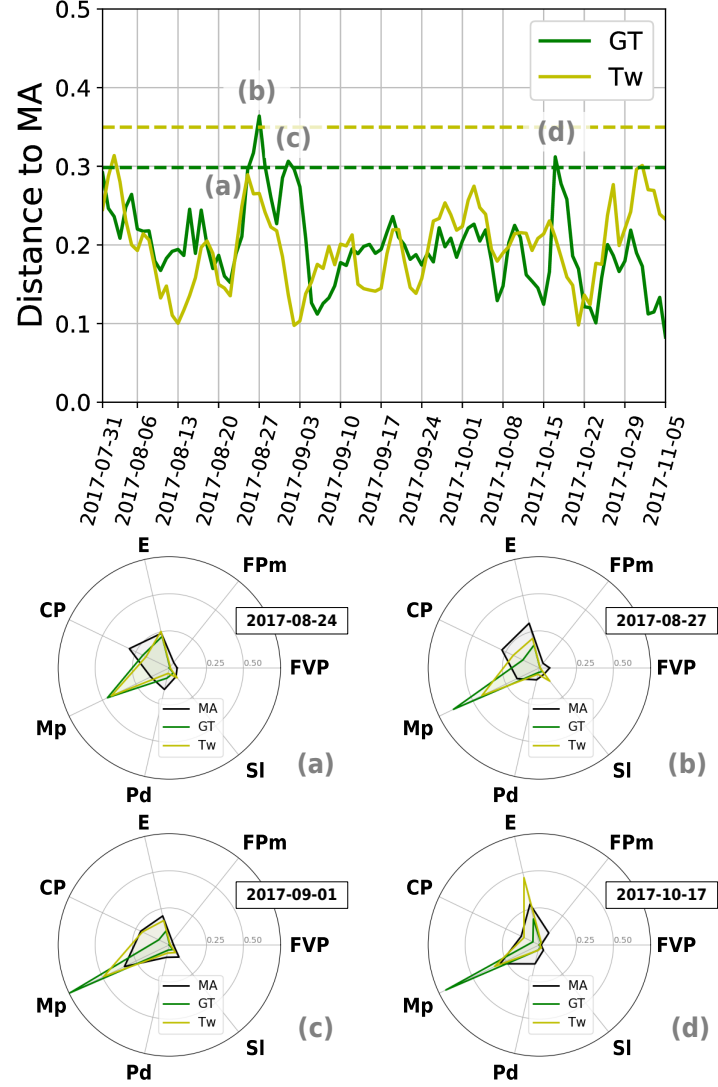 0.5
GT
Tw
0.4
(b)
(c)
(d)
0.3
(a)
Distance to MA
0.2
0.1
0.0
2017-07-31
2017-08-06
2017-08-13
2017-08-20
2017-08-27
2017-09-03
2017-09-10
2017-09-17
2017-09-24
2017-10-01
2017-10-08
2017-10-15
2017-10-22
2017-10-29
2017-11-05
E
FPm
CP
2017-08-24
0.25 0.50
FVP
Mp
MA
GT
Tw
SI
(a)
Pd
E
FPm
CP
2017-08-27
0.25 0.50
FVP
Mp
MA
GT
Tw
SI
(b)
Pd
E
FPm
CP
2017-09-01
0.25 0.50
FVP
Mp
MA
GT
Tw
SI
(c)
Pd
E
FPm
CP
2017-10-17
0.25 0.50
FVP
Mp
MA
GT
Tw
SI
(d)
Pd